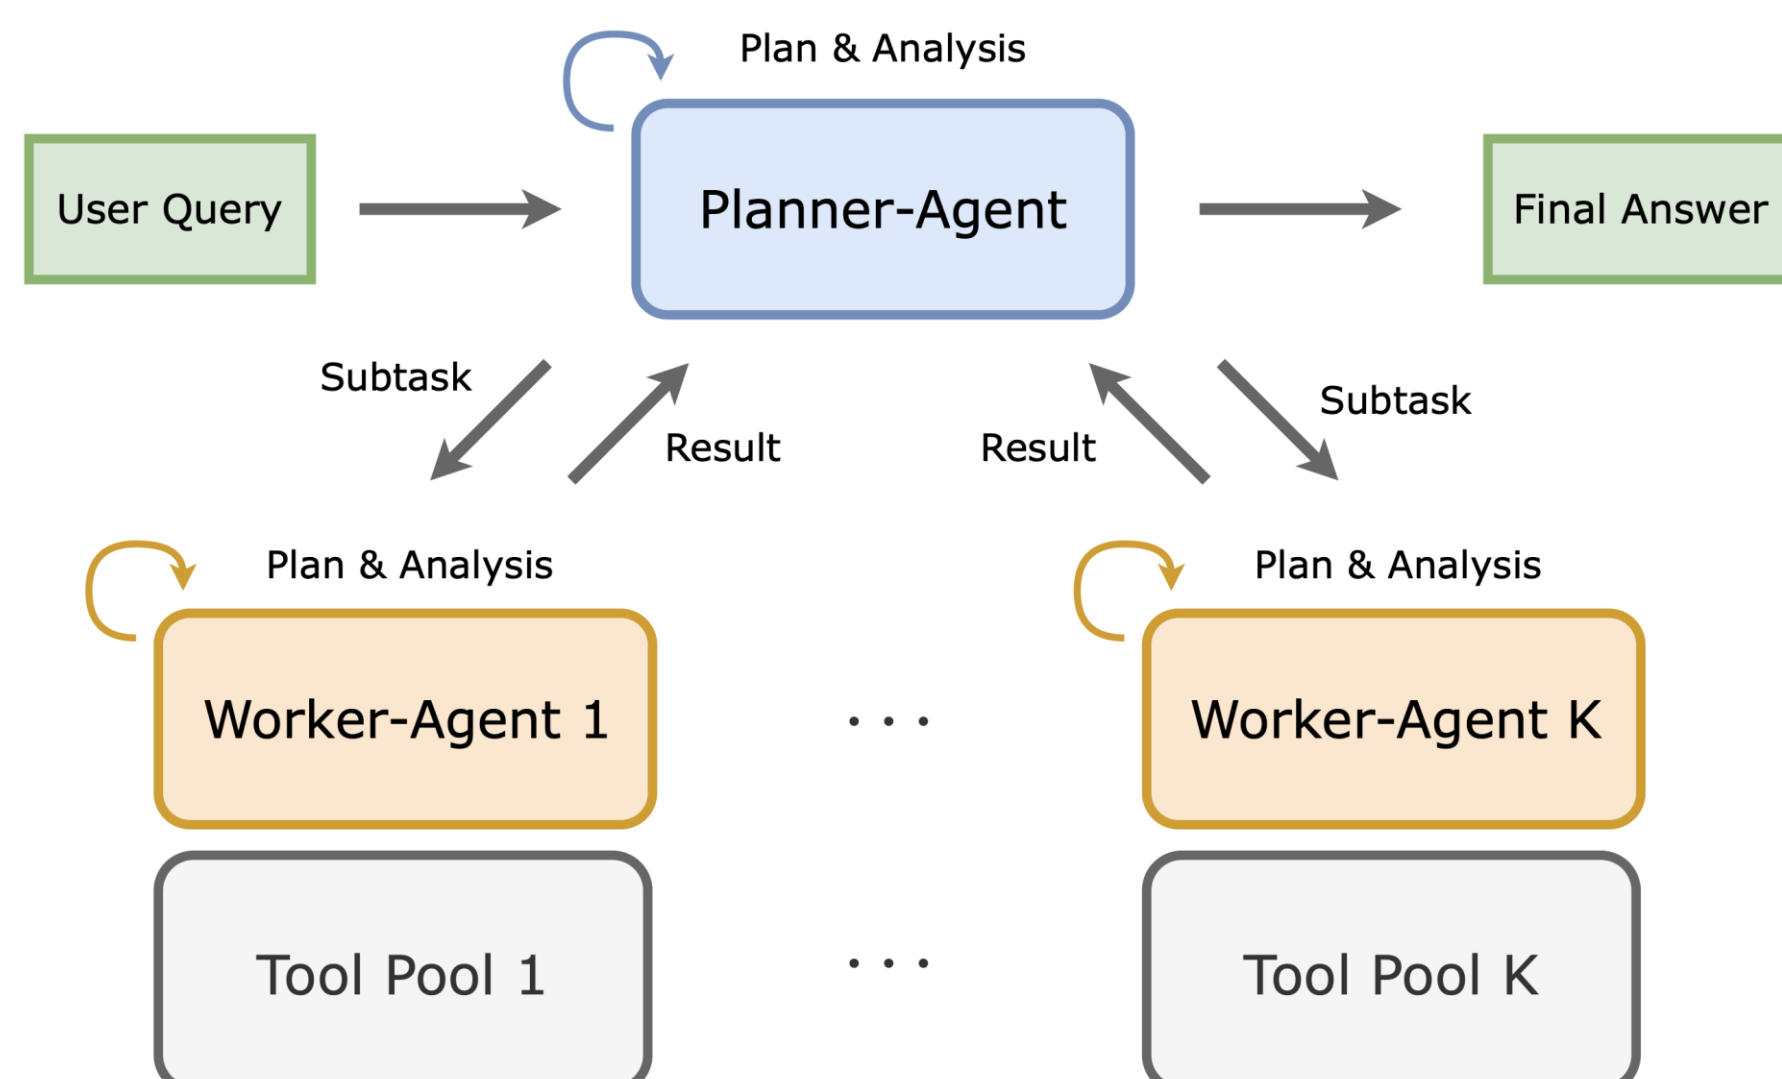 Plan & Analysis
User Query
Planner-Agent
Final Answer
Subtask
Result
Result
Subtask
Plan & Analysis
Plan & Analysis
Worker-Agent 1
. . .
Worker-Agent K
Tool Pool 1
. . .
Tool Pool K